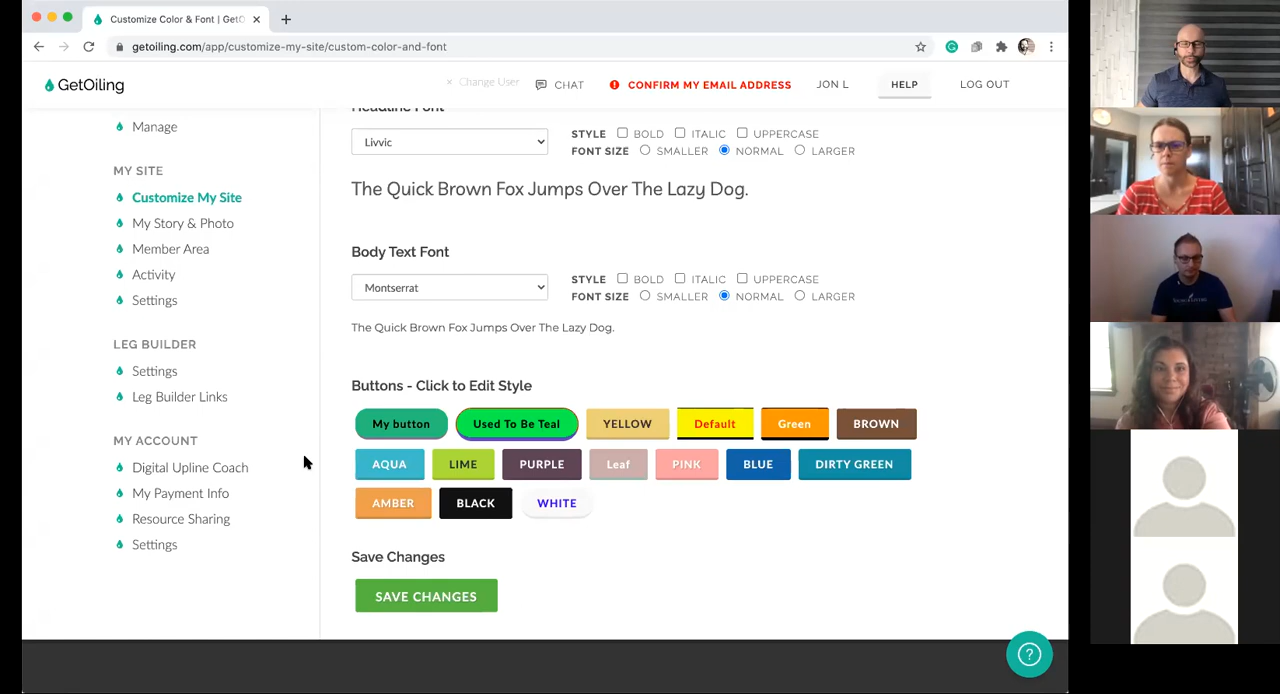 Customize Color & Font | GetO
getoiling.com/app/customize-my-site/custom-color-and-font
GetOiling
× Change User
CHAT
CONFIRM MY EMAIL ADDRESS
JON L
HELP
LOG OUT
Manage
MY SITE
Customize My Site
My Story & Photo
Member Area
Activity
Settings
LEG BUILDER
Settings
Leg Builder Links
MY ACCOUNT
Digital Upline Coach
My Payment Info
Resource Sharing
Settings
Headline Font
Livvic
STYLE BOLD ITALIC UPPERCASE
FONT SIZE SMALLER NORMAL LARGER
The Quick Brown Fox Jumps Over The Lazy Dog.
Body Text Font
Montserrat
STYLE BOLD ITALIC UPPERCASE
FONT SIZE SMALLER NORMAL LARGER
The Quick Brown Fox Jumps Over The Lazy Dog.
Buttons - Click to Edit Style
My button Used To Be Teal YELLOW Default Green BROWN
AQUA LIME PURPLE Leaf PINK BLUE DIRTY GREEN
AMBER BLACK WHITE
Save Changes
SAVE CHANGES
?